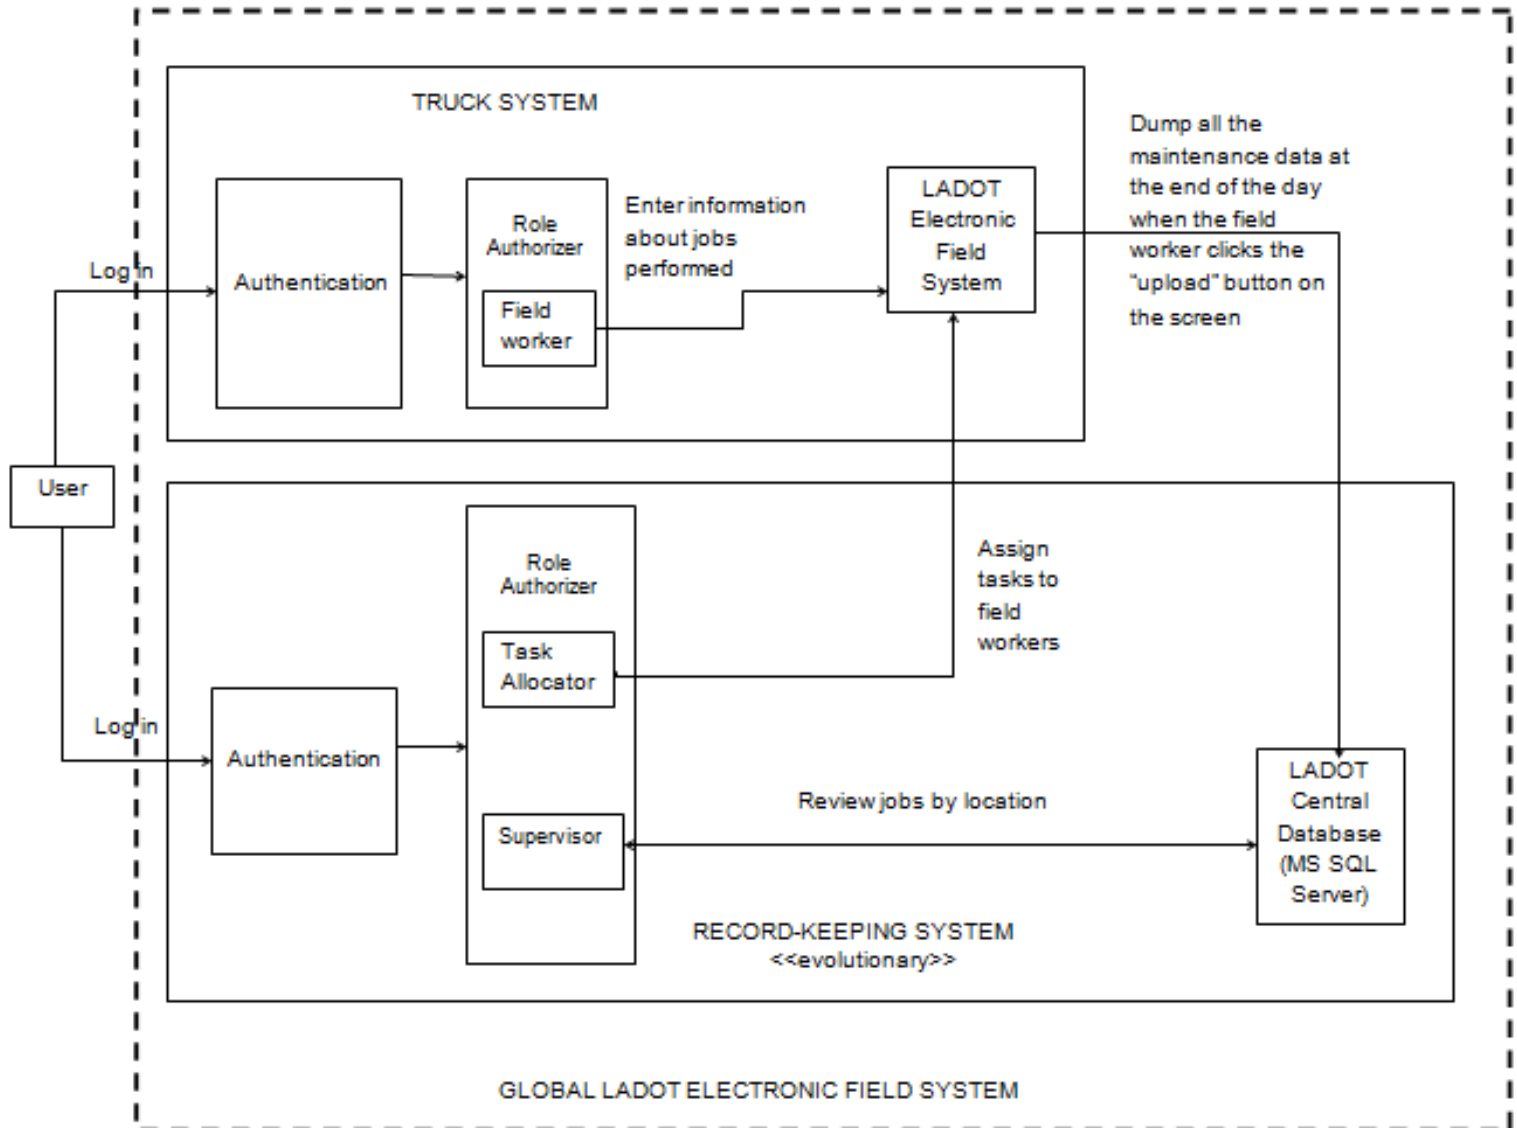 TRUCK SYSTEM
Dump all the
maintenance data at
the end of the day
when the field
worker clicks the
"upload" button on
the screen
LADOT
Electronic
Field
System
Enter information
about jobs
performed
Role
Authorizer
Field
worker
Authentication
Log in
User
Role
Authorizer
Task
Allocator
Assign
tasks to
field
workers
Log in
Authentication
Supervisor
Review jobs by location
LADOT
Central
Database
(MS SQL
Server)
RECORD-KEEPING SYSTEM
<<evolutionary>>
GLOBAL LADOT ELECTRONIC FIELD SYSTEM